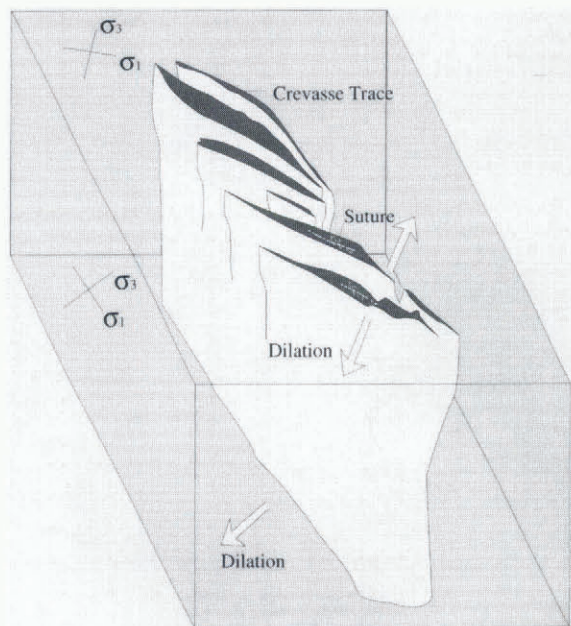 σ₃
σ₁
Crevasse Trace
Suture
σ₃
σ₁
Dilation
Dilation